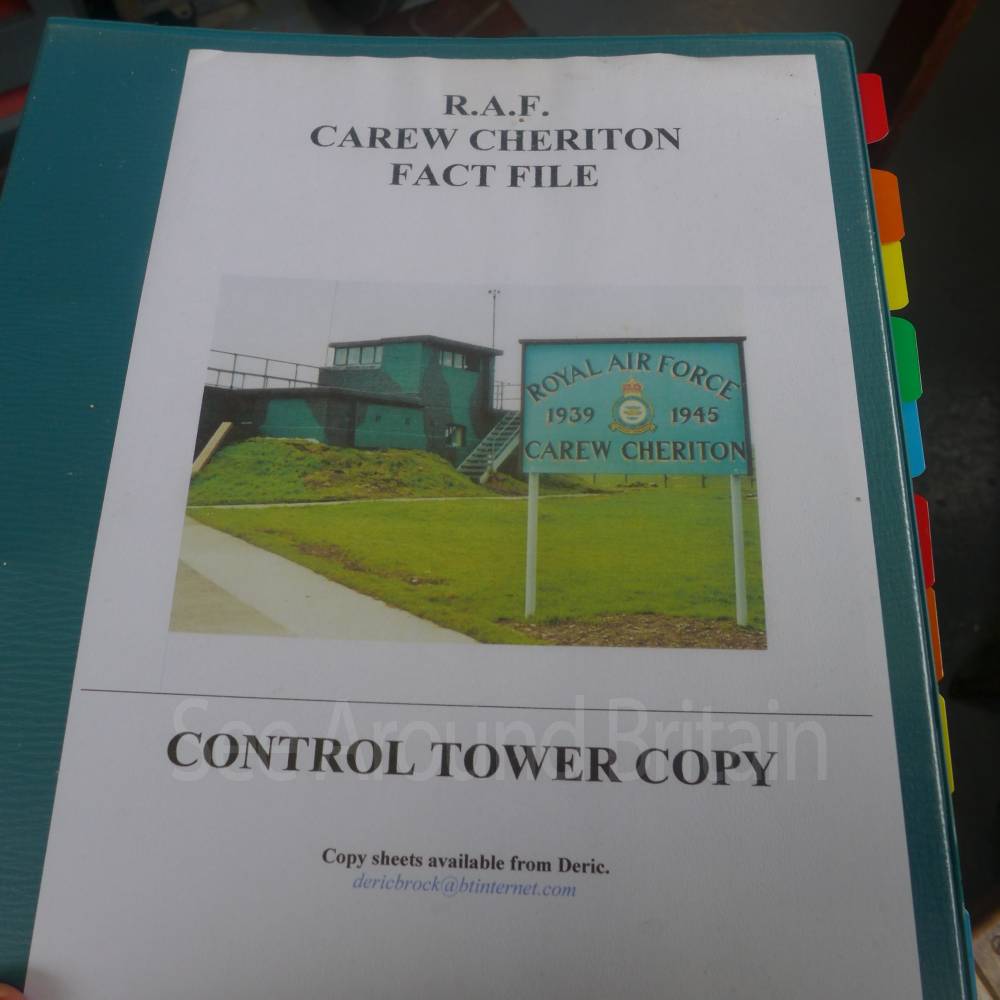 R.A.F.
CAREW CHERITON
FACT FILE
ROYAL AIR FORCE
1939 1945
CAREW CHERITON
See Around Britain
CONTROL TOWER COPY
Copy sheets available from Deric.
dericbrock@btinternet.com